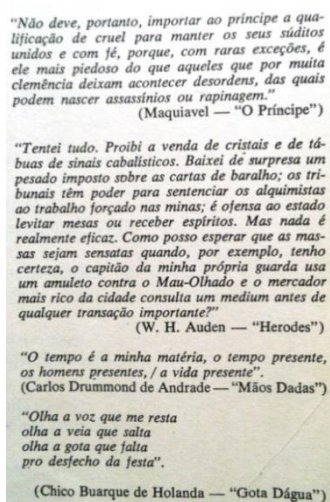 “Não deve, portanto, importar ao príncipe a qua-
lificação de cruel para manter os seus súditos
unidos e com fé, porque, com raras exceções, é
ele mais piedoso do que aqueles que por muita
clemência deixam acontecer desordens, das quais
podem nascer assassínios ou rapinagem.”
(Maquiavel — “O Príncipe”)
“Tentei tudo. Proibi a venda de cristais e de tá-
buas de sinais cabalísticos. Baixei de surpresa um
pesado imposto sobre as cartas de baralho; os tri-
bunais têm poder para sentenciar os alquimistas
ao trabalho forçado nas minas; é ofensa ao estado
levitar mesas ou receber espíritos. Mas nada é
realmente eficaz. Como posso esperar que as mas-
sas sejam sensatas quando, por exemplo, tenho
certeza, o capitão da minha própria guarda usa
um amuleto contra o Mau-Olhado e o mercador
mais rico da cidade consulta um medium antes de
qualquer transação importante?”
(W. H. Auden — “Herodes”)
“O tempo é a minha matéria, o tempo presente,
os homens presentes, / a vida presente”.
(Carlos Drummond de Andrade — “Mãos Dadas”)
“Olha a voz que me resta
olha a veia que salta
olha a gota que falta
pro desfecho da festa”.
(Chico Buarque de Holanda — “Gota Dágua”)